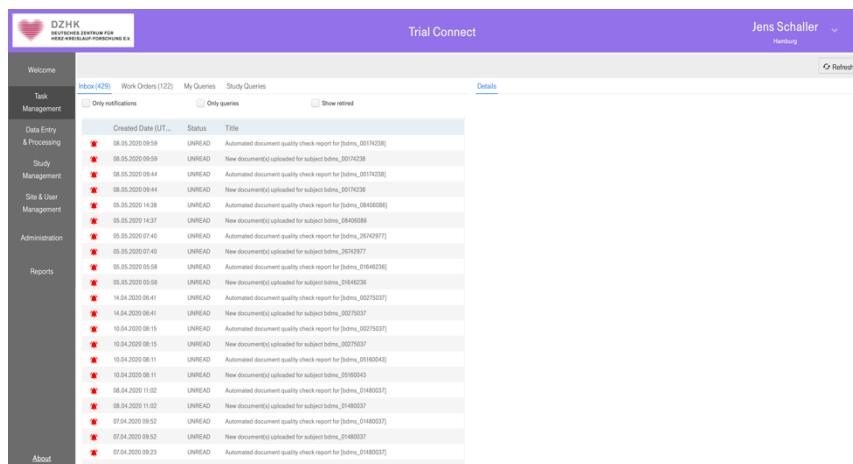 DZHK
DEUTSCHES ZENTRUM FÜR
HERZ-KREISLAUF-FORSCHUNG E.V.
Trial Connect
Jens Schaller
Hamburg
Refresh
Welcome
Task
Management
Data Entry
& Processing
Study
Management
Site & User
Management
Administration
Reports
About
Inbox (429) Work Orders (122) My Queries Study Queries
Details
Only notifications Only queries Show retired
Created Date (UT... Status Title
08.05.2020 09:59 UNREAD Automated document quality check report for [bdms_00174238]
08.05.2020 09:59 UNREAD New document(s) uploaded for subject bdms_00174238
08.05.2020 09:44 UNREAD Automated document quality check report for [bdms_00174238]
08.05.2020 09:44 UNREAD New document(s) uploaded for subject bdms_00174238
05.05.2020 14:38 UNREAD Automated document quality check report for [bdms_08406086]
05.05.2020 14:37 UNREAD New document(s) uploaded for subject bdms_08406086
05.05.2020 07:40 UNREAD Automated document quality check report for [bdms_26742977]
05.05.2020 07:40 UNREAD New document(s) uploaded for subject bdms_26742977
05.05.2020 05:58 UNREAD Automated document quality check report for [bdms_01646236]
05.05.2020 05:58 UNREAD New document(s) uploaded for subject bdms_01646236
14.04.2020 06:41 UNREAD Automated document quality check report for [bdms_00275037]
14.04.2020 06:41 UNREAD New document(s) uploaded for subject bdms_00275037
10.04.2020 08:15 UNREAD Automated document quality check report for [bdms_00275037]
10.04.2020 08:15 UNREAD New document(s) uploaded for subject bdms_00275037
10.04.2020 08:11 UNREAD Automated document quality check report for [bdms_05160043]
10.04.2020 08:11 UNREAD New document(s) uploaded for subject bdms_05160043
08.04.2020 11:02 UNREAD Automated document quality check report for [bdms_01480037]
08.04.2020 11:02 UNREAD New document(s) uploaded for subject bdms_01480037
07.04.2020 09:52 UNREAD Automated document quality check report for [bdms_01480037]
07.04.2020 09:52 UNREAD New document(s) uploaded for subject bdms_01480037
07.04.2020 09:23 UNREAD Automated document quality check report for [bdms_01480037]